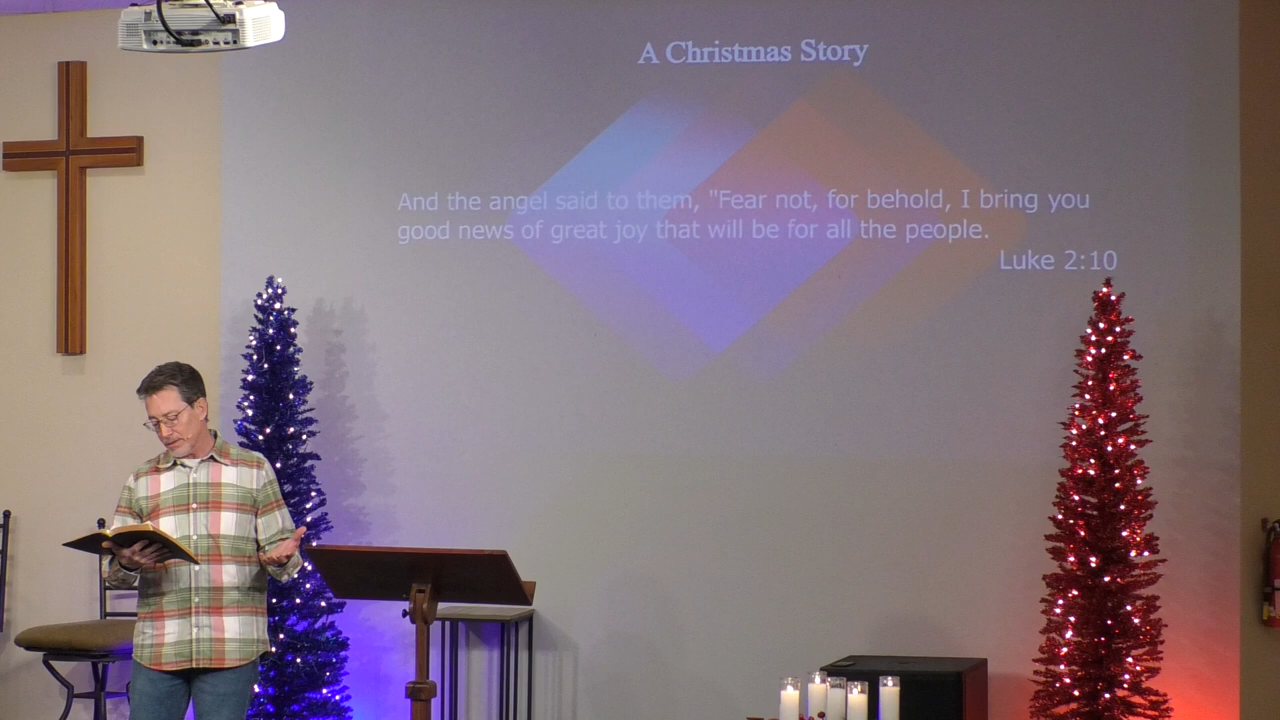 A Christmas Story
And the angel said to them, "Fear not, for behold, I bring you
good news of great joy that will be for all the people.
Luke 2:10